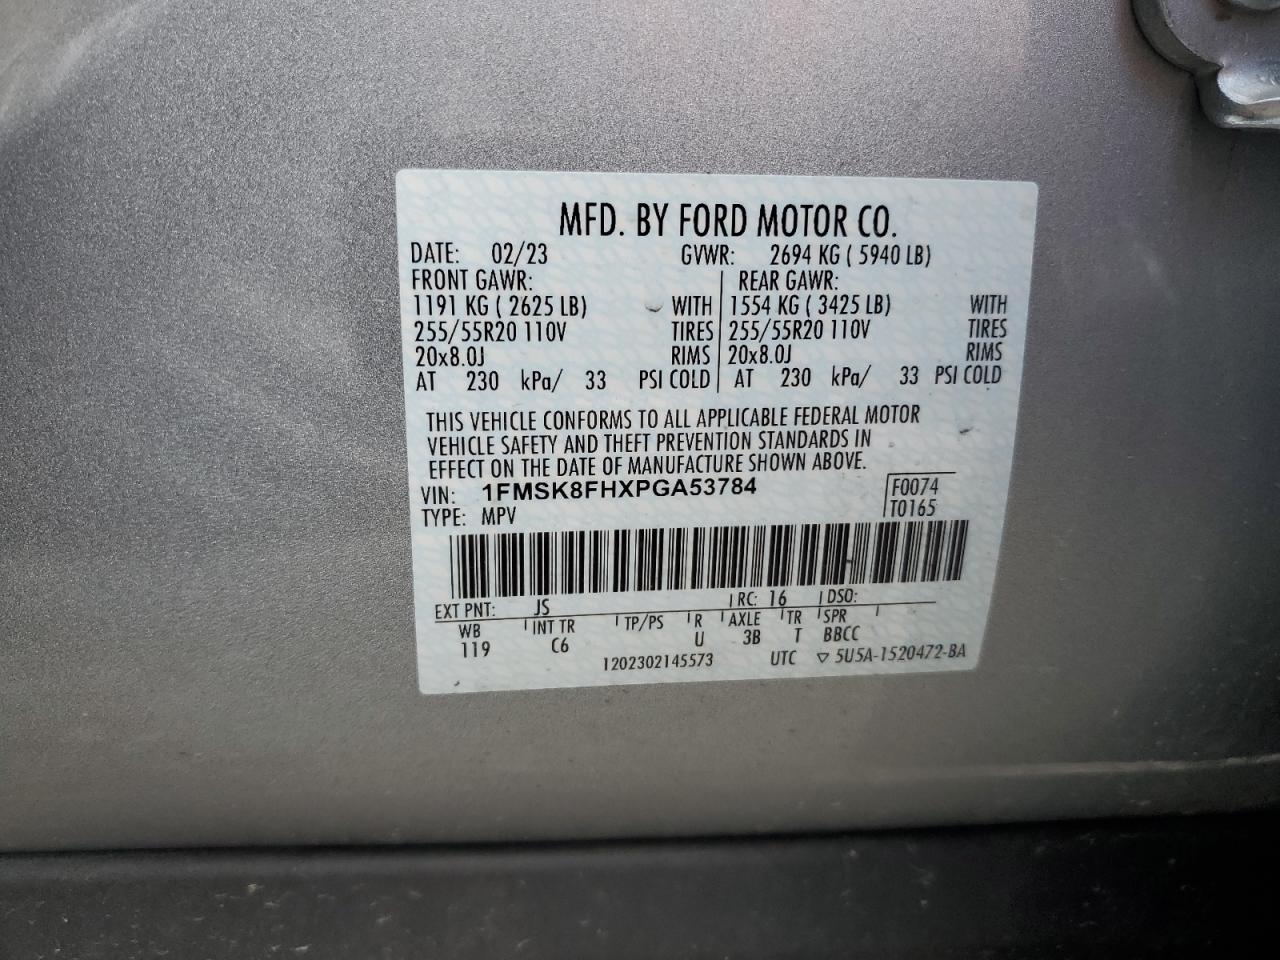 MFD. BY FORD MOTOR CO.
DATE: 02/23 GVWR: 2694 KG ( 5940 LB)
FRONT GAWR: REAR GAWR:
1191 KG ( 2625 LB) WITH 1554 KG ( 3425 LB) WITH
255/55R20 110V TIRES 255/55R20 110V TIRES
20x8.0J RIMS 20x8.0J RIMS
AT 230 kPa/ 33 PSI COLD AT 230 kPa/ 33 PSI COLD
THIS VEHICLE CONFORMS TO ALL APPLICABLE FEDERAL MOTOR
VEHICLE SAFETY AND THEFT PREVENTION STANDARDS IN
EFFECT ON THE DATE OF MANUFACTURE SHOWN ABOVE.
VIN: 1FMSK8FHXPGA53784 F0074
TYPE: MPV T0165
EXT PNT: JS RC: 16 DSO:
WB INT TR TP/PS R AXLE TR SPR
119 C6 U 3B T BBCC
1202302145573 UTC ▽ 5U5A-1520472-BA